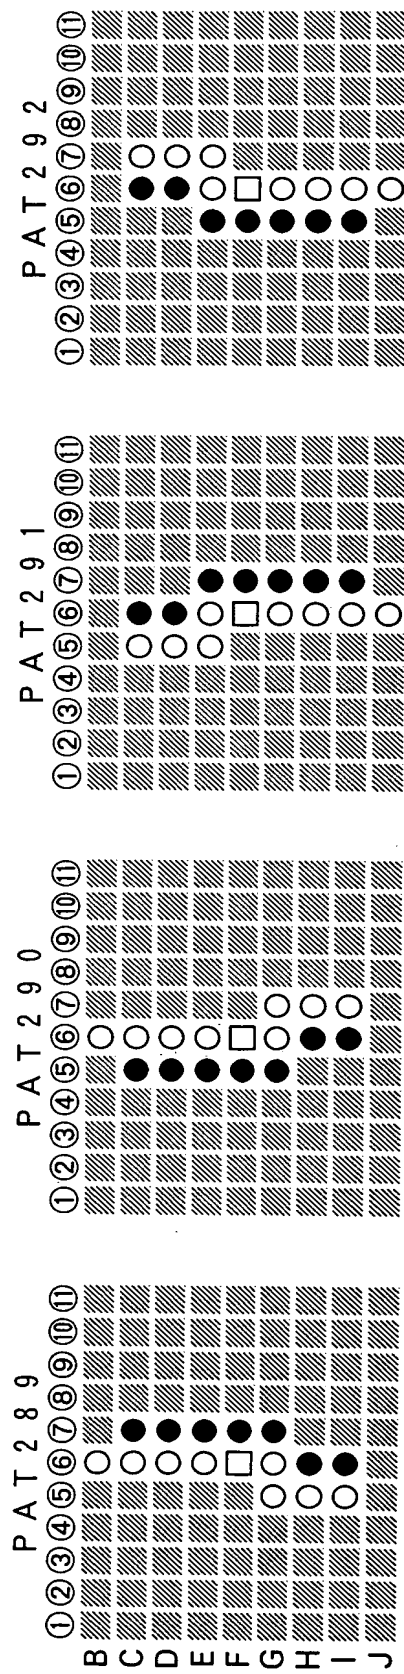 PAT289
①②③④⑤⑥⑦⑧⑨⑩⑪
B
C
D
E
F
G
H
I
J
PAT290
①②③④⑤⑥⑦⑧⑨⑩⑪
PAT291
①②③④⑤⑥⑦⑧⑨⑩⑪
PAT292
①②③④⑤⑥⑦⑧⑨⑩⑪